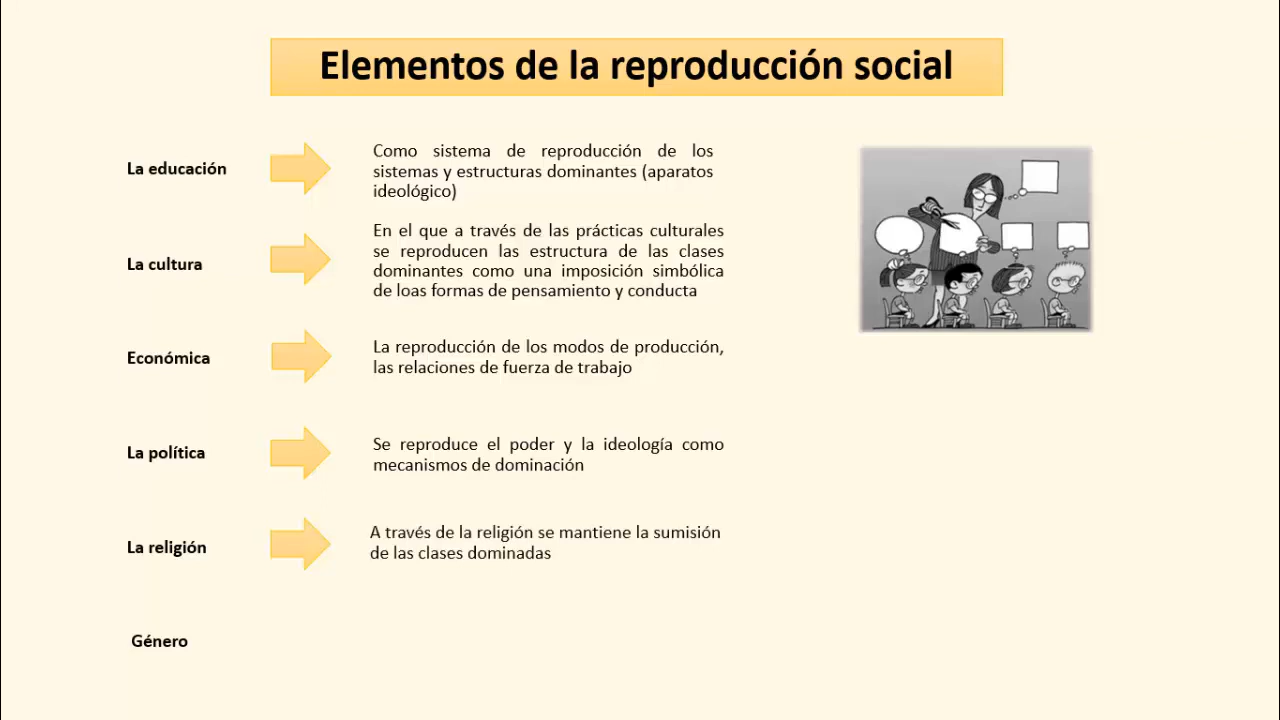 Elementos de la reproducción social
La educación
Como sistema de reproducción de los
sistemas y estructuras dominantes (aparatos
ideológico)
La cultura
En el que a través de las prácticas culturales
se reproducen las estructura de las clases
dominantes como una imposición simbólica
de loas formas de pensamiento y conducta
Económica
La reproducción de los modos de producción,
las relaciones de fuerza de trabajo
La política
Se reproduce el poder y la ideología como
mecanismos de dominación
La religión
A través de la religión se mantiene la sumisión
de las clases dominadas
Género